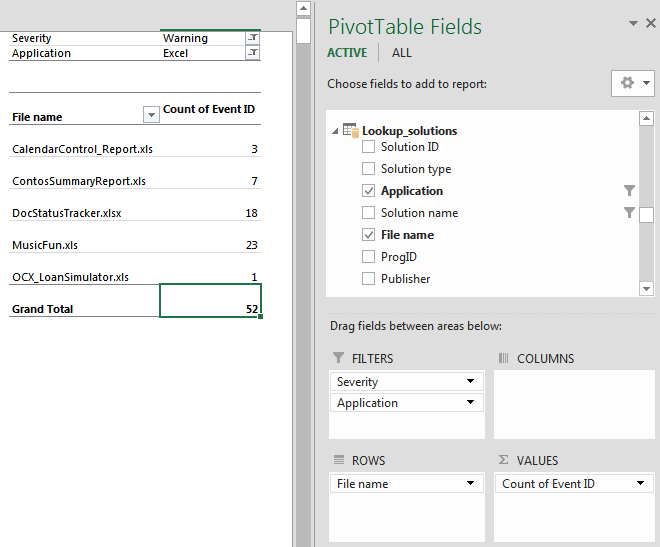 Severity Warning
Application Excel
File name Count of Event ID
CalendarControl_Report.xls 3
ContosSummaryReport.xls 7
DocStatusTracker.xlsx 18
MusicFun.xls 23
OCX_LoanSimulator.xls 1
Grand Total 52
PivotTable Fields
ACTIVE ALL
Choose fields to add to report:
Lookup_solutions
Solution ID
Solution type
Application
Solution name
File name
ProgID
Publisher
Drag fields between areas below:
FILTERS
Severity
Application
COLUMNS
ROWS
File name
Σ VALUES
Count of Event ID